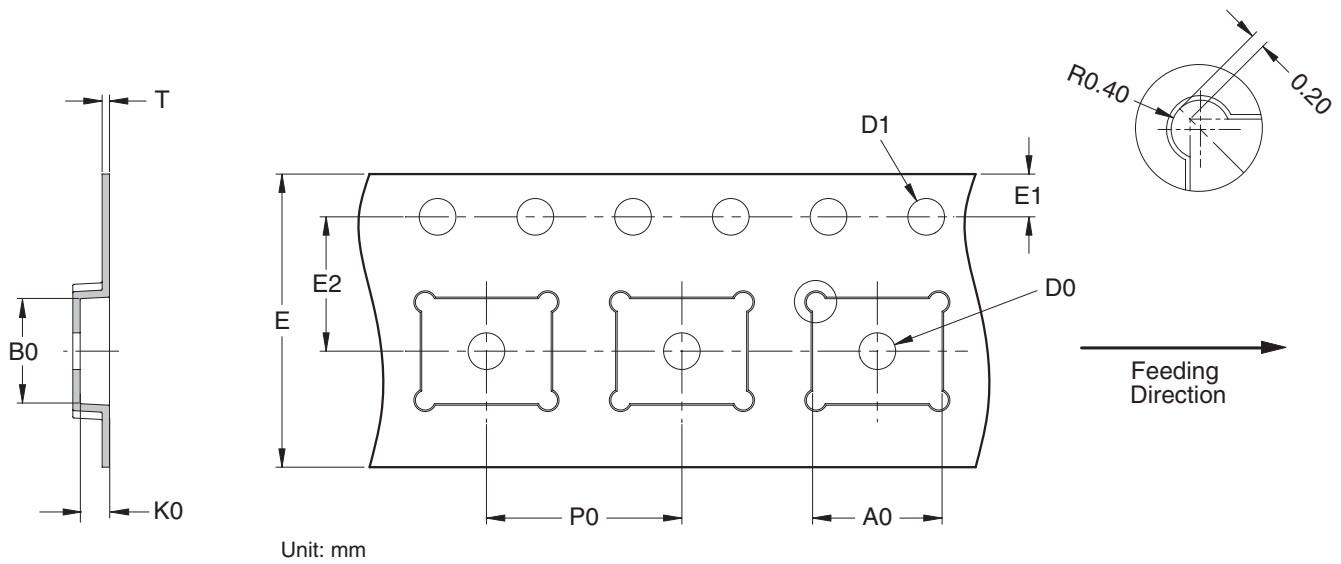 T
D1
R0.40
0.20
E1
E2
E
B0
D0
Feeding
Direction
K0
P0
A0
Unit: mm